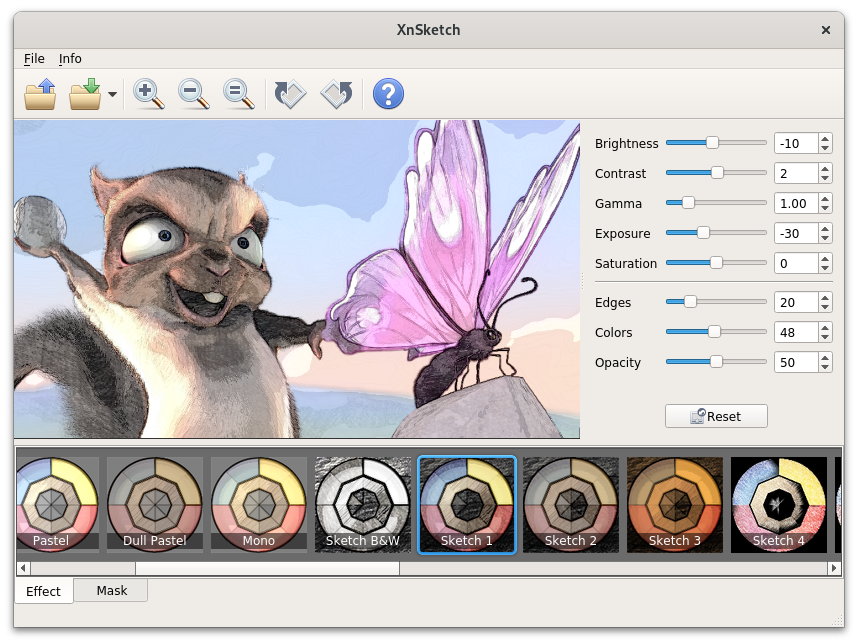 XnSketch
File Info
Brightness -10
Contrast 2
Gamma 1.00
Exposure -30
Saturation 0
Edges 20
Colors 48
Opacity 50
Reset
Pastel Dull Pastel Mono Sketch B&W Sketch 1 Sketch 2 Sketch 3 Sketch 4
Effect Mask